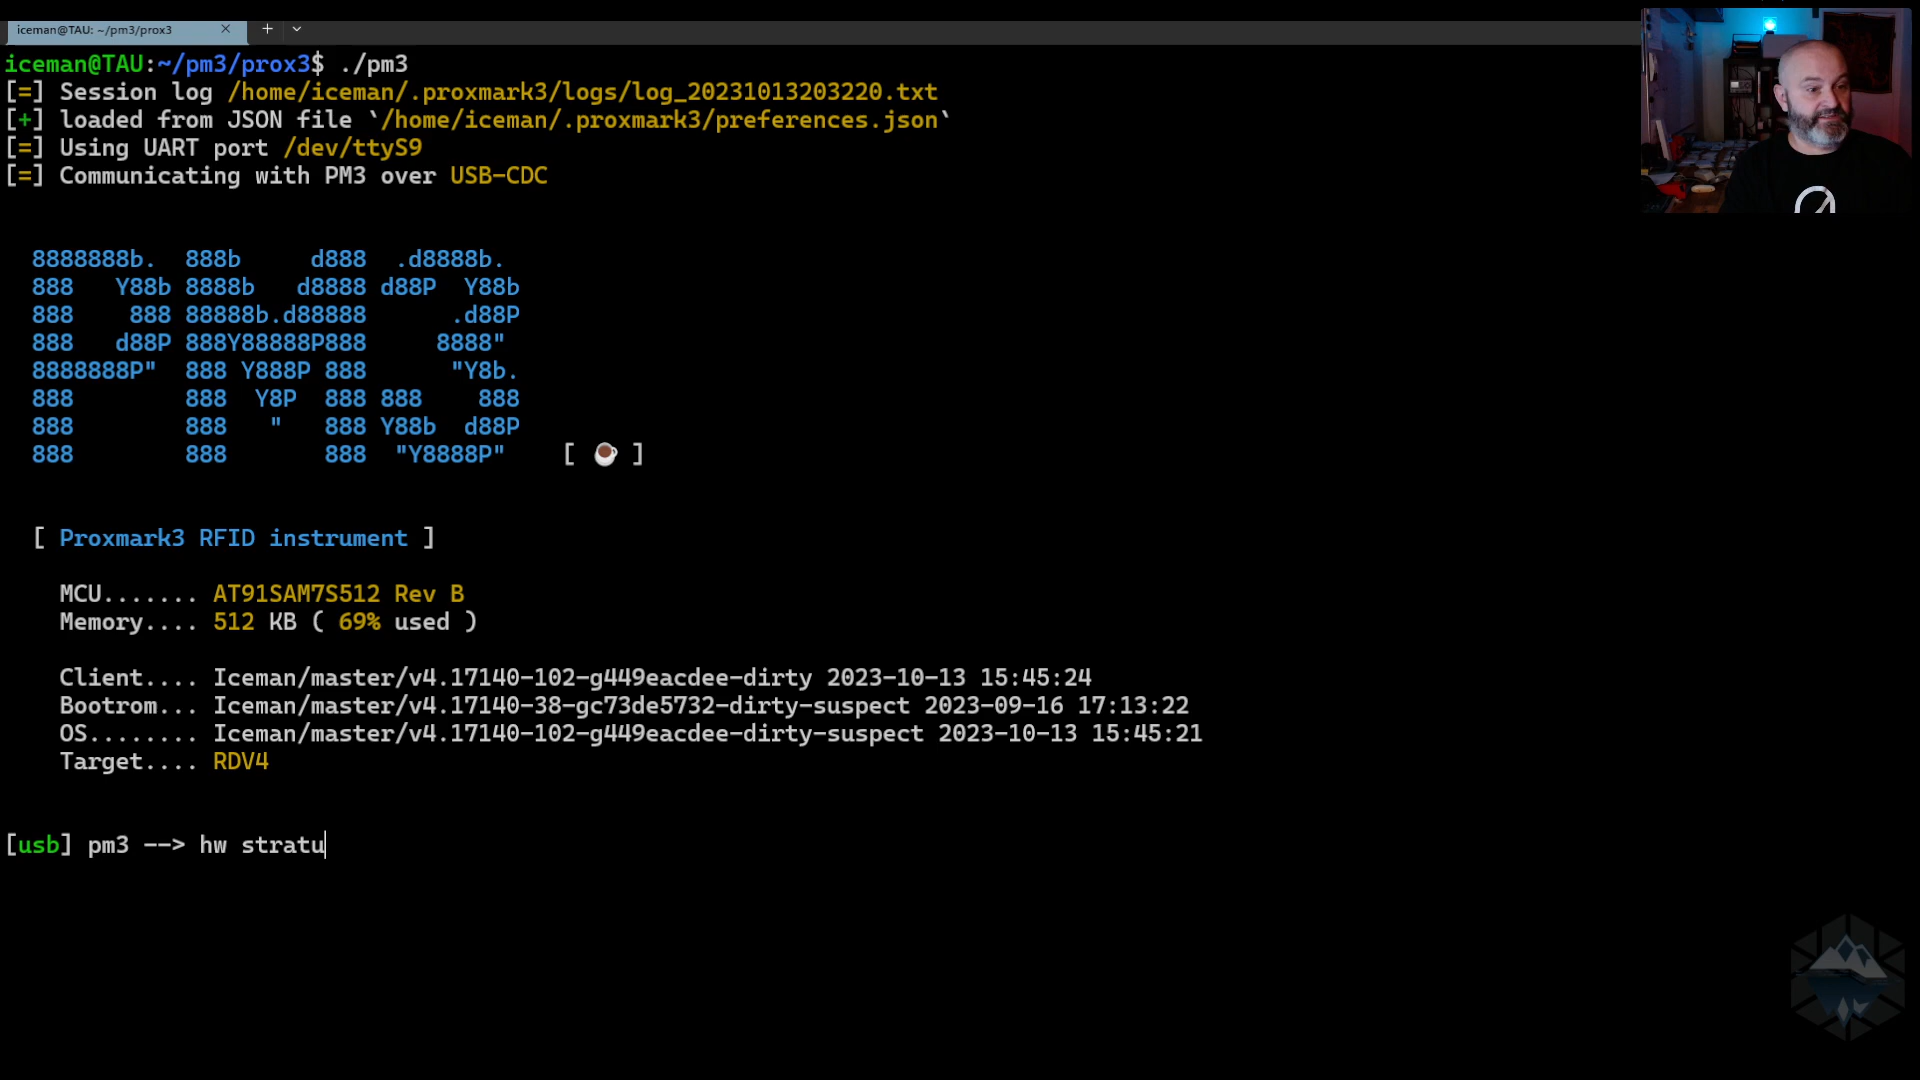 iceman@TAU: ~/pm3/prox3
iceman@TAU:~/pm3/prox3$ ./pm3
[=] Session log /home/iceman/.proxmark3/logs/log_20231013203220.txt
[+] loaded from JSON file `/home/iceman/.proxmark3/preferences.json`
[=] Using UART port /dev/ttyS9
[=] Communicating with PM3 over USB-CDC
8888888b.  888b     d888  .d8888b.
888   Y88b 8888b   d8888 d88P  Y88b
888    888 88888b.d88888      .d88P
888   d88P 888Y88888P888     8888"
8888888P"  888 Y888P 888      "Y8b.
888        888  Y8P  888 888    888
888        888   "   888 Y88b  d88P
888        888       888  "Y8888P"    [ ☕ ]
[ Proxmark3 RFID instrument ]
MCU....... AT91SAM7S512 Rev B
Memory.... 512 KB ( 69% used )
Client.... Iceman/master/v4.17140-102-g449eacdee-dirty 2023-10-13 15:45:24
Bootrom... Iceman/master/v4.17140-38-gc73de5732-dirty-suspect 2023-09-16 17:13:22
OS........ Iceman/master/v4.17140-102-g449eacdee-dirty-suspect 2023-10-13 15:45:21
Target.... RDV4
[usb] pm3 --> hw stratu